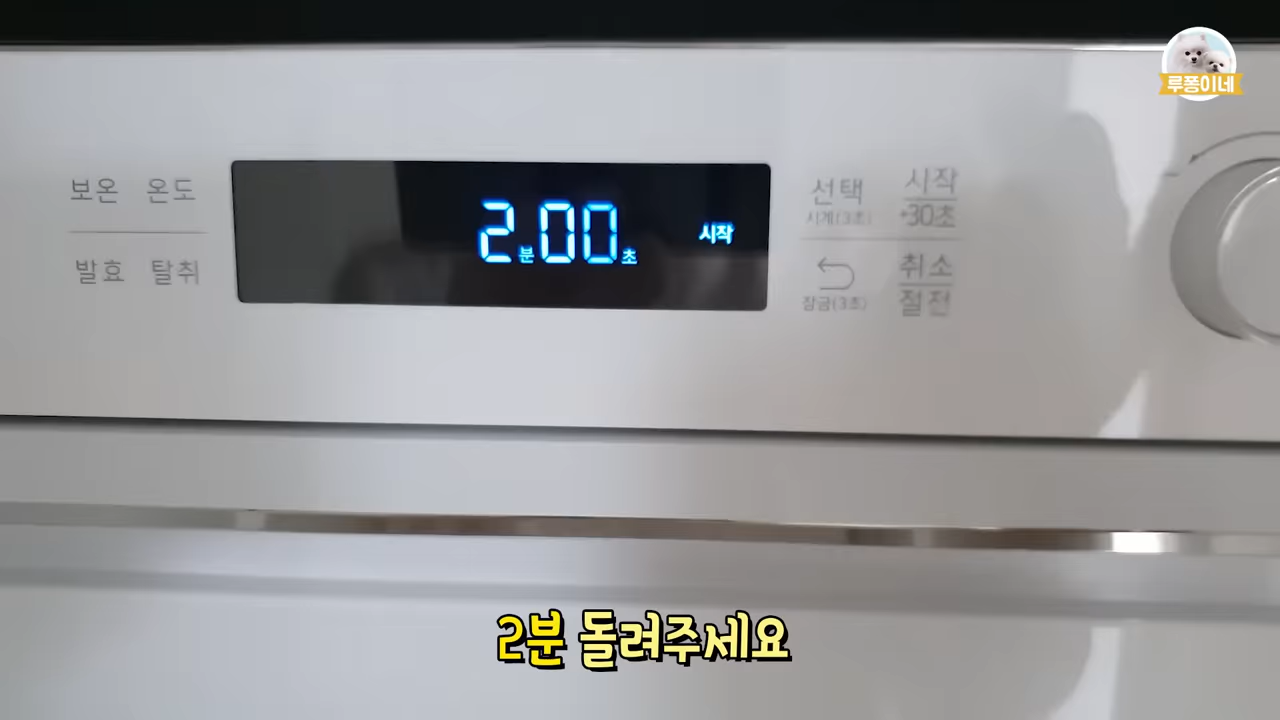 루퐁이네
보온 온도
발효 탈취
2분00초 시작
선택 시작
시계(3초) +30초
잠금(3초) 취소
절전
2분 돌려주세요